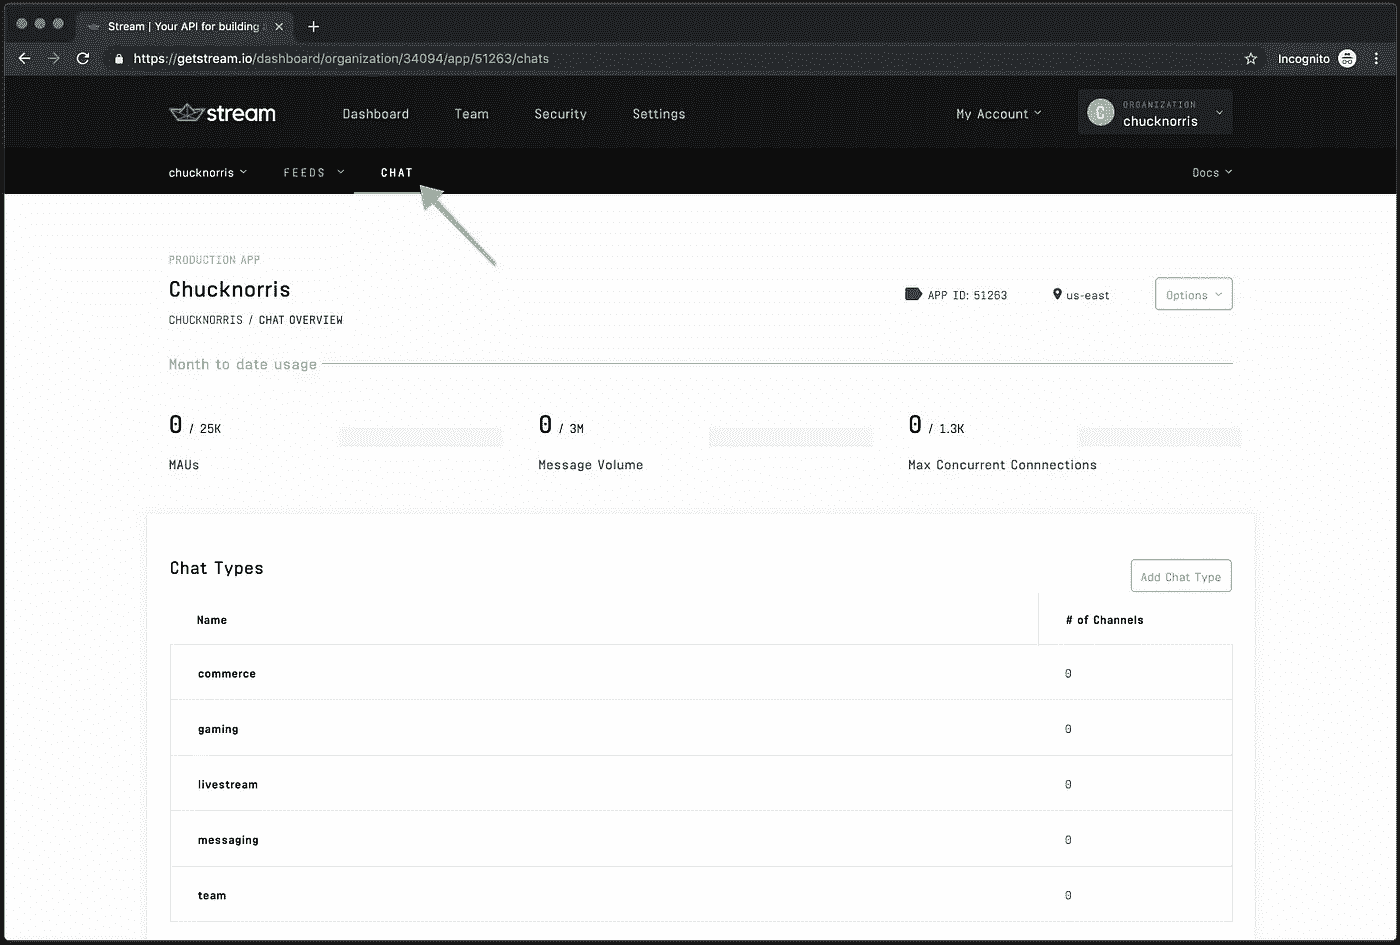 Stream | Your API for building
https://getstream.io/dashboard/organization/34094/app/51263/chats
Incognito
stream
Dashboard
Team
Security
Settings
My Account
C
ORGANIZATION
chucknorris
chucknorris
FEEDS
CHAT
Docs
PRODUCTION APP
Chucknorris
APP ID: 51263
us-east
Options
CHUCKNORRIS / CHAT OVERVIEW
Month to date usage
0 / 25K
0 / 3M
0 / 1.3K
MAUs
Message Volume
Max Concurrent Connnections
Chat Types
Add Chat Type
Name
# of Channels
commerce
0
gaming
0
livestream
0
messaging
0
team
0